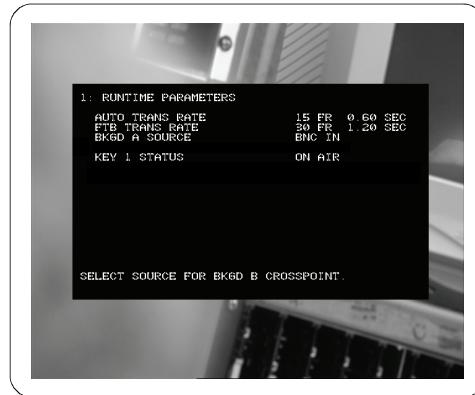 1: RUNTIME PARAMETERS
AUTO TRANS RATE 15 FR 0.60 SEC
FTB TRANS RATE 30 FR 1.20 SEC
BKGD A SOURCE BNC IN
KEY 1 STATUS ON AIR
SELECT SOURCE FOR BKGD B CROSSPOINT.